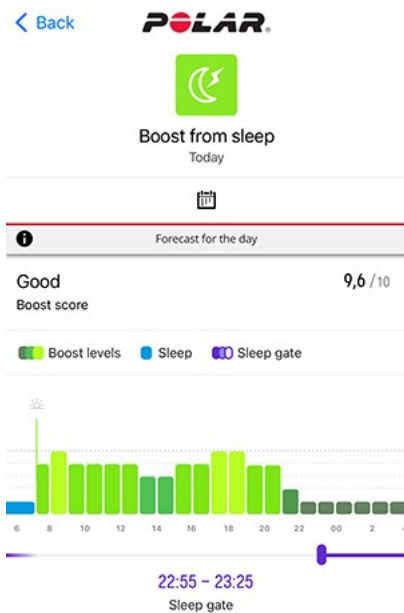 Back
POLAR.
Boost from sleep
Today
Forecast for the day
Good
9,6 / 10
Boost score
Boost levels
Sleep
Sleep gate
6 8 10 12 14 16 18 20 22 00 2
22:55 – 23:25
Sleep gate